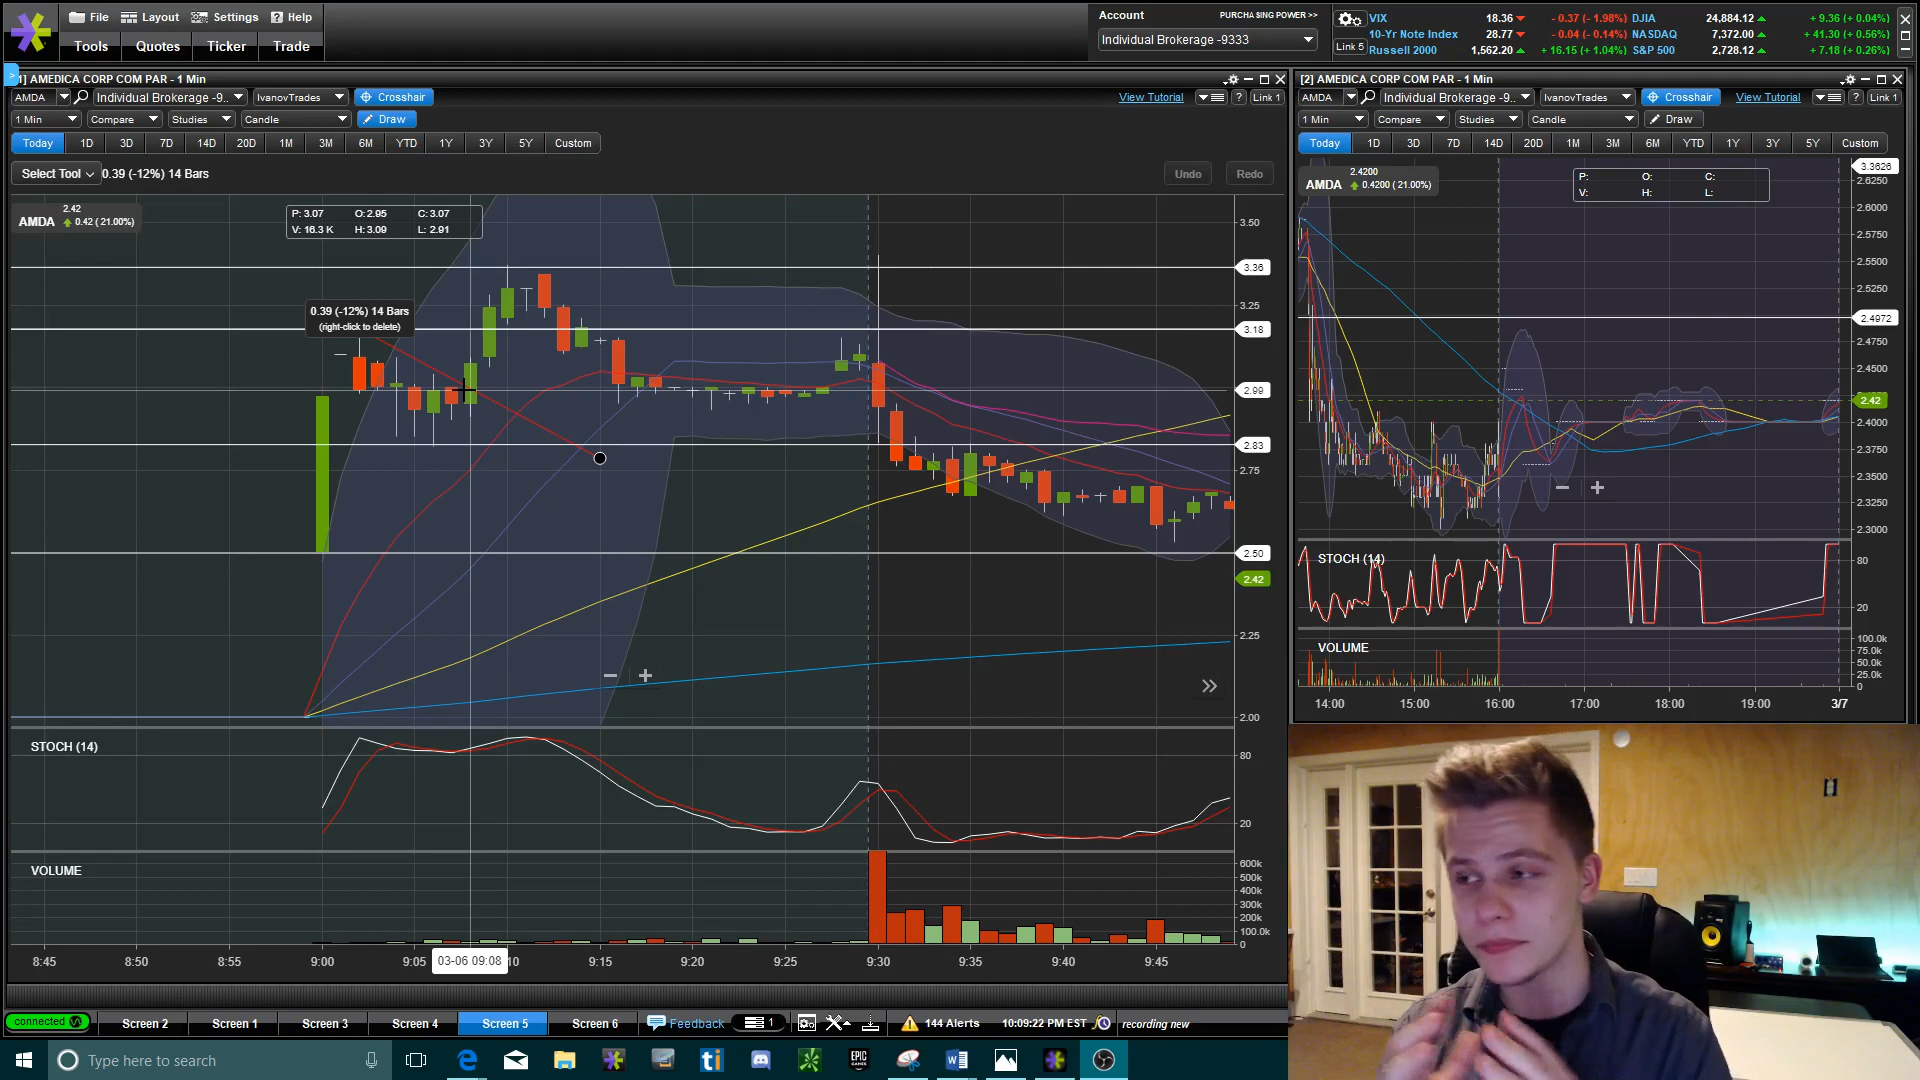 File Layout Settings Help
Tools Quotes Ticker Trade
Account PURCHASING POWER >>
Individual Brokerage -9333
Link 5
VIX 18.36 - 0.37 (- 1.98%) DJIA 24,884.12 + 9.36 (+ 0.04%)
10-Yr Note Index 28.77 - 0.04 (- 0.14%) NASDAQ 7,372.00 + 41.30 (+ 0.56%)
Russell 2000 1,562.20 + 16.15 (+ 1.04%) S&P 500 2,728.12 + 7.18 (+ 0.26%)
1] AMEDICA CORP COM PAR - 1 Min
AMDA Individual Brokerage -9.. IvanovTrades Crosshair View Tutorial ? Link 1
1 Min Compare Studies Candle Draw
Today 1D 3D 7D 14D 20D 1M 3M 6M YTD 1Y 3Y 5Y Custom
Select Tool 0.39 (-12%) 14 Bars Undo Redo
AMDA 2.42
0.42 (21.00%)
P: 3.07 O: 2.95 C: 3.07
V: 16.3 K H: 3.09 L: 2.91
0.39 (-12%) 14 Bars
(right-click to delete)
3.50
3.36
3.25
3.18
2.99
2.83
2.75
2.50
2.42
2.25
2.00
STOCH (14)
80
20
VOLUME
600k
500k
400k
300k
200k
100.0k
0
8:45 8:50 8:55 9:00 9:05 03-06 09:08 10 9:15 9:20 9:25 9:30 9:35 9:40 9:45
[2] AMEDICA CORP COM PAR - 1 Min
AMDA Individual Brokerage -9.. IvanovTrades Crosshair View Tutorial ? Link 1
1 Min Compare Studies Candle Draw
Today 1D 3D 7D 14D 20D 1M 3M 6M YTD 1Y 3Y 5Y Custom
AMDA 2.4200
0.4200 (21.00%)
P: O: C:
V: H: L:
3.3626
2.6250
2.6000
2.5750
2.5500
2.5250
2.4972
2.4750
2.4500
2.42
2.4000
2.3750
2.3500
2.3250
2.3000
STOCH (14)
80
20
VOLUME
100.0k
75.0k
50.0k
25.0k
0
14:00 15:00 16:00 17:00 18:00 19:00 3/7
connected Screen 2 Screen 1 Screen 3 Screen 4 Screen 5 Screen 6 Feedback 1 144 Alerts 10:09:22 PM EST recording new
Type here to search
ti
EPIC GAMES